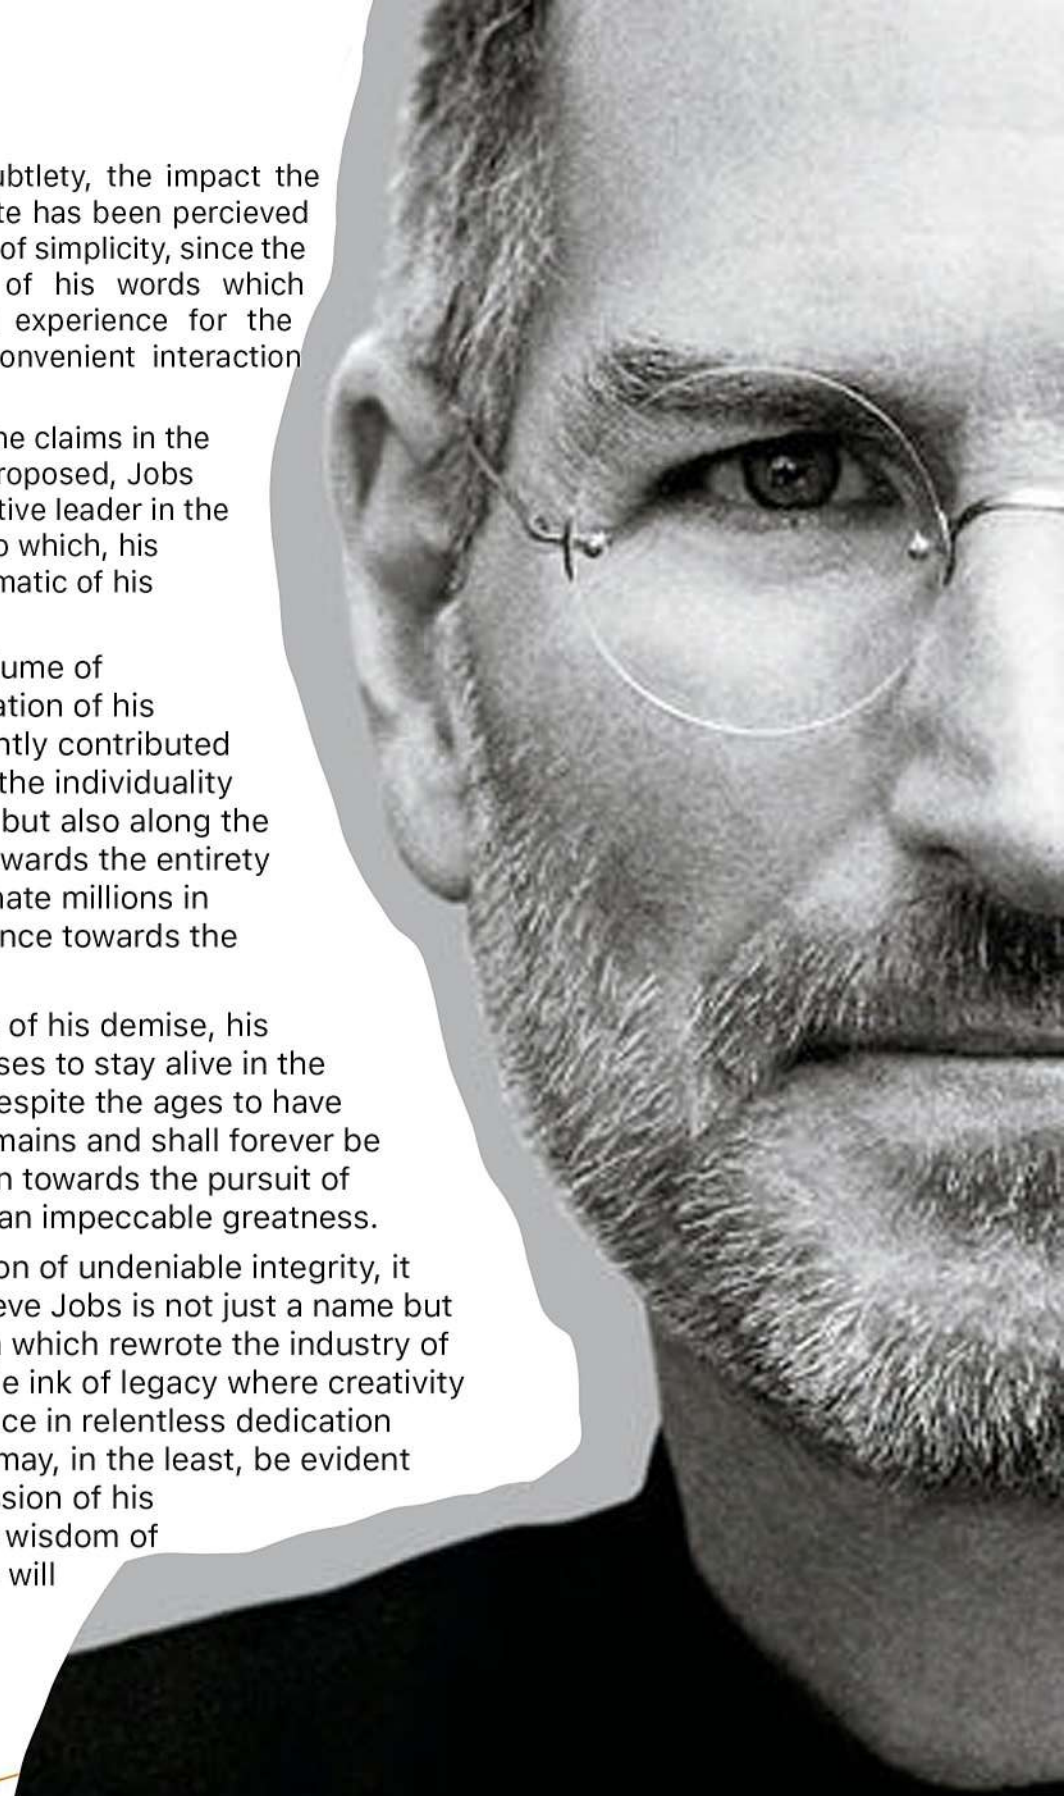 ubtlety, the impact the
te has been percieved
of simplicity, since the
of his words which
experience for the
onvenient interaction
ne claims in the
roposed, Jobs
tive leader in the
o which, his
matic of his
ume of
ation of his
ntly contributed
the individuality
but also along the
wards the entirety
nate millions in
nce towards the
of his demise, his
ses to stay alive in the
espite the ages to have
mains and shall forever be
n towards the pursuit of
an impeccable greatness.
on of undeniable integrity, it
eve Jobs is not just a name but
which rewrote the industry of
e ink of legacy where creativity
ce in relentless dedication
may, in the least, be evident
sion of his
wisdom of
will